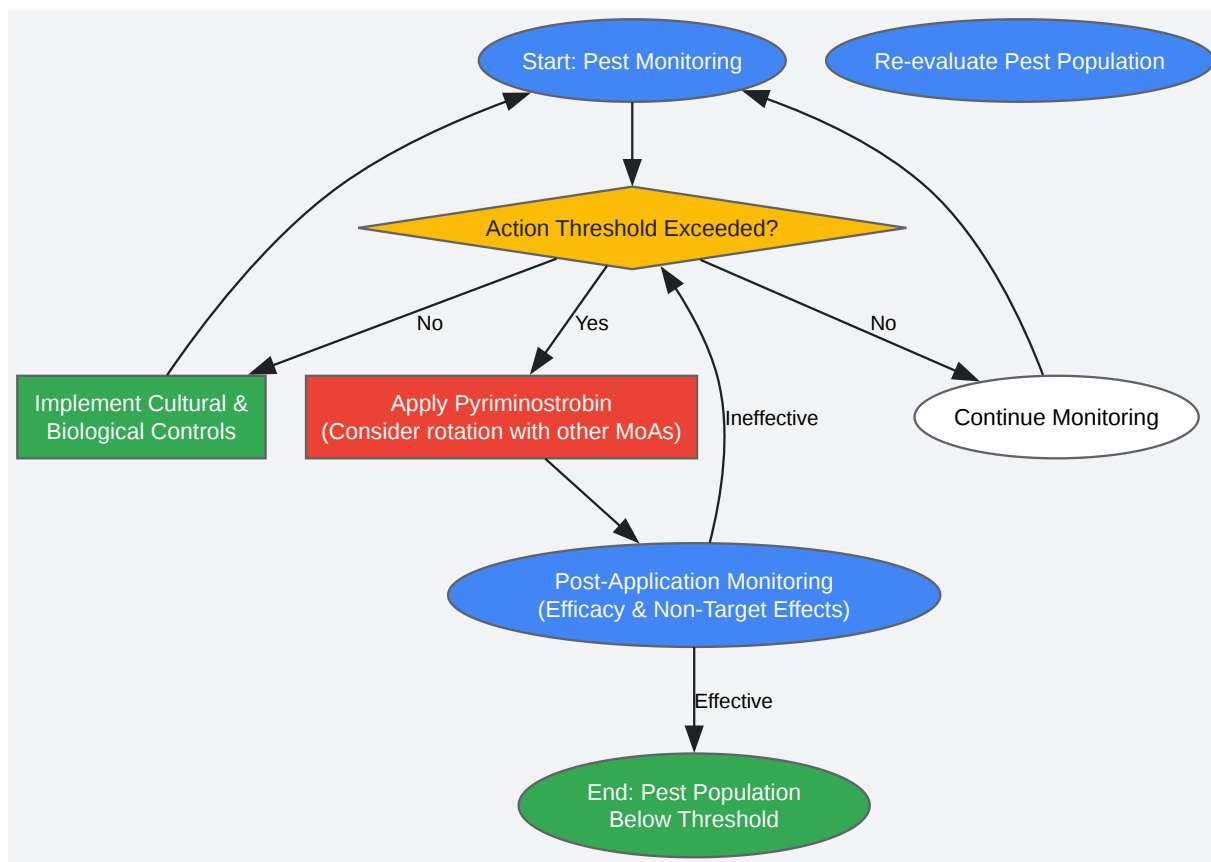 Start: Pest Monitoring
Re-evaluate Pest Population
Action Threshold Exceeded?
No
Yes
No
Implement Cultural &
Biological Controls
Apply Pyriminostrobin
(Consider rotation with other MoAs)
Ineffective
Continue Monitoring
Post-Application Monitoring
(Efficacy & Non-Target Effects)
Effective
End: Pest Population
Below Threshold